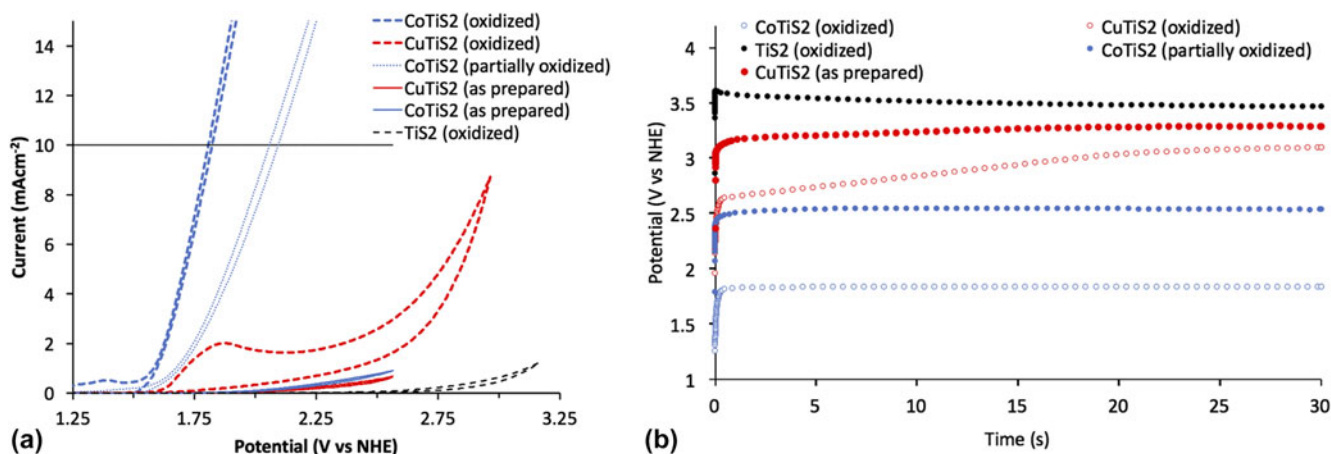 CoTiS2 (oxidized)
CuTiS2 (oxidized)
CoTiS2 (partially oxidized)
CuTiS2 (as prepared)
CoTiS2 (as prepared)
TiS2 (oxidized)
14
12
10
8
6
4
2
0
Current (mAcm-2)
1.25
1.75
2.25
2.75
3.25
Potential (V vs NHE)
(a)
CoTiS2 (oxidized)
CuTiS2 (oxidized)
TiS2 (oxidized)
CoTiS2 (partially oxidized)
CuTiS2 (as prepared)
4
3.5
3
2.5
2
1.5
1
Potential (V vs NHE)
0
5
10
15
20
25
30
Time (s)
(b)